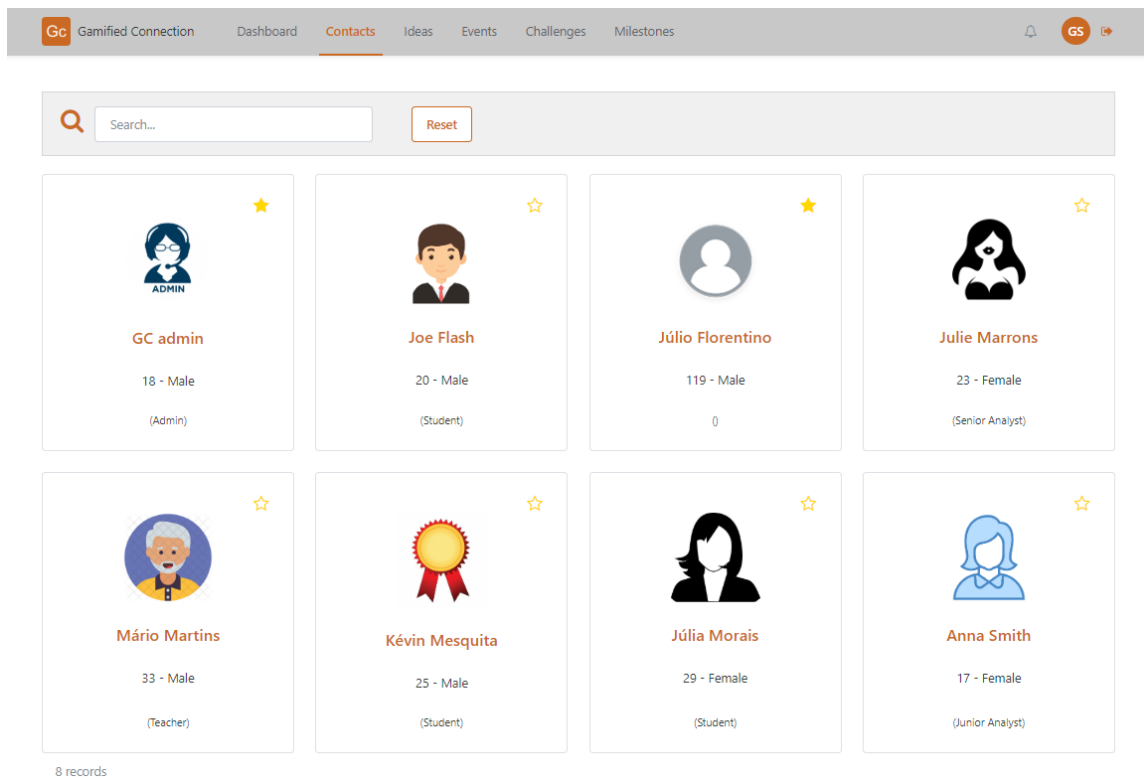 Gc Gamified Connection Dashboard Contacts Ideas Events Challenges Milestones GS
Search... Reset
ADMIN
GC admin
18 - Male
(Admin)
Joe Flash
20 - Male
(Student)
Júlio Florentino
119 - Male
()
Julie Marrons
23 - Female
(Senior Analyst)
Mário Martins
33 - Male
(Teacher)
Kévin Mesquita
25 - Male
(Student)
Júlia Morais
29 - Female
(Student)
Anna Smith
17 - Female
(Junior Analyst)
8 records